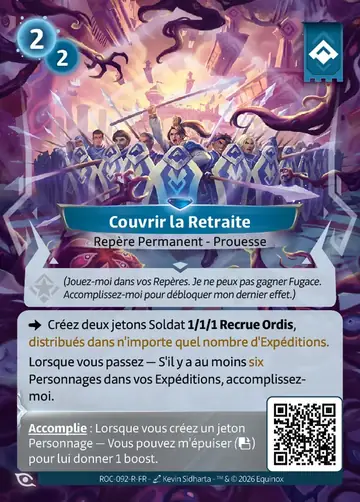 2
2
Couvrir la Retraite
Repère Permanent - Prouesse
(Jouez-moi dans vos Repères. Je ne peux pas gagner Fugace.
Accomplissez-moi pour débloquer mon dernier effet.)
Créez deux jetons Soldat 1/1/1 Recrue Ordis,
distribués dans n'importe quel nombre d'Expéditions.
Lorsque vous passez — S'il y a au moins six
Personnages dans vos Expéditions, accomplissez-
moi.
Accomplie : Lorsque vous créez un jeton
Personnage — Vous pouvez m'épuiser ()
pour lui donner 1 boost.
ROC-092-R-FR - Kevin Sidharta - ™ & © 2026 Equinox